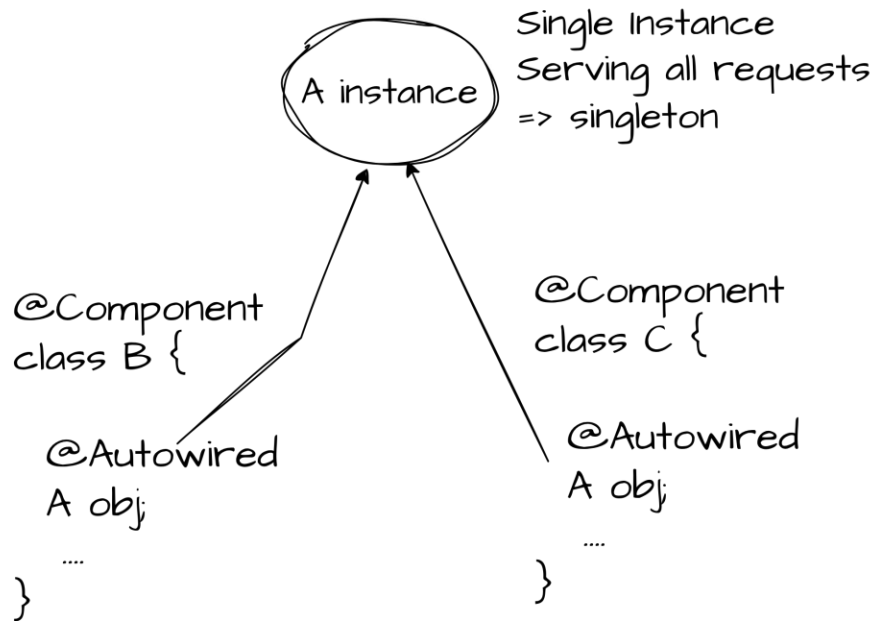 A instance
Single Instance
Serving all requests
=> singleton
@Component
class B {
@Autowired
A obj;
....
}
@Component
class C {
@Autowired
A obj;
....
}